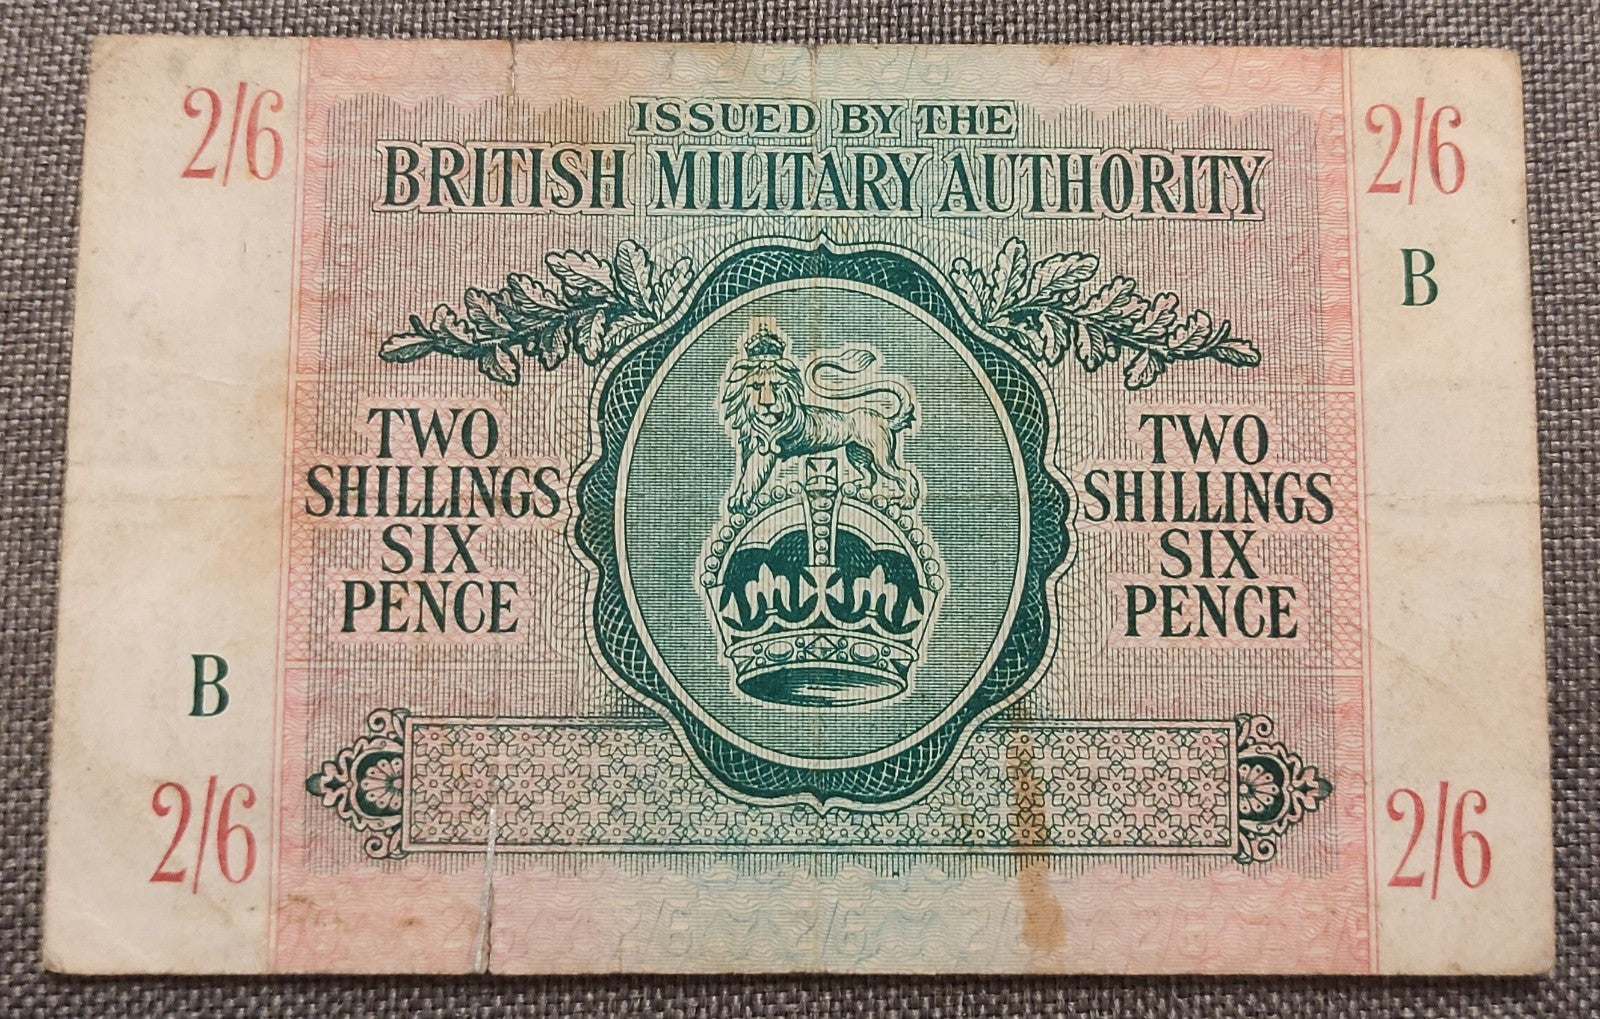 2/6
2/6
ISSUED BY THE
BRITISH MILITARY AUTHORITY
B
TWO
SHILLINGS
SIX
PENCE
TWO
SHILLINGS
SIX
PENCE
B
2/6
2/6